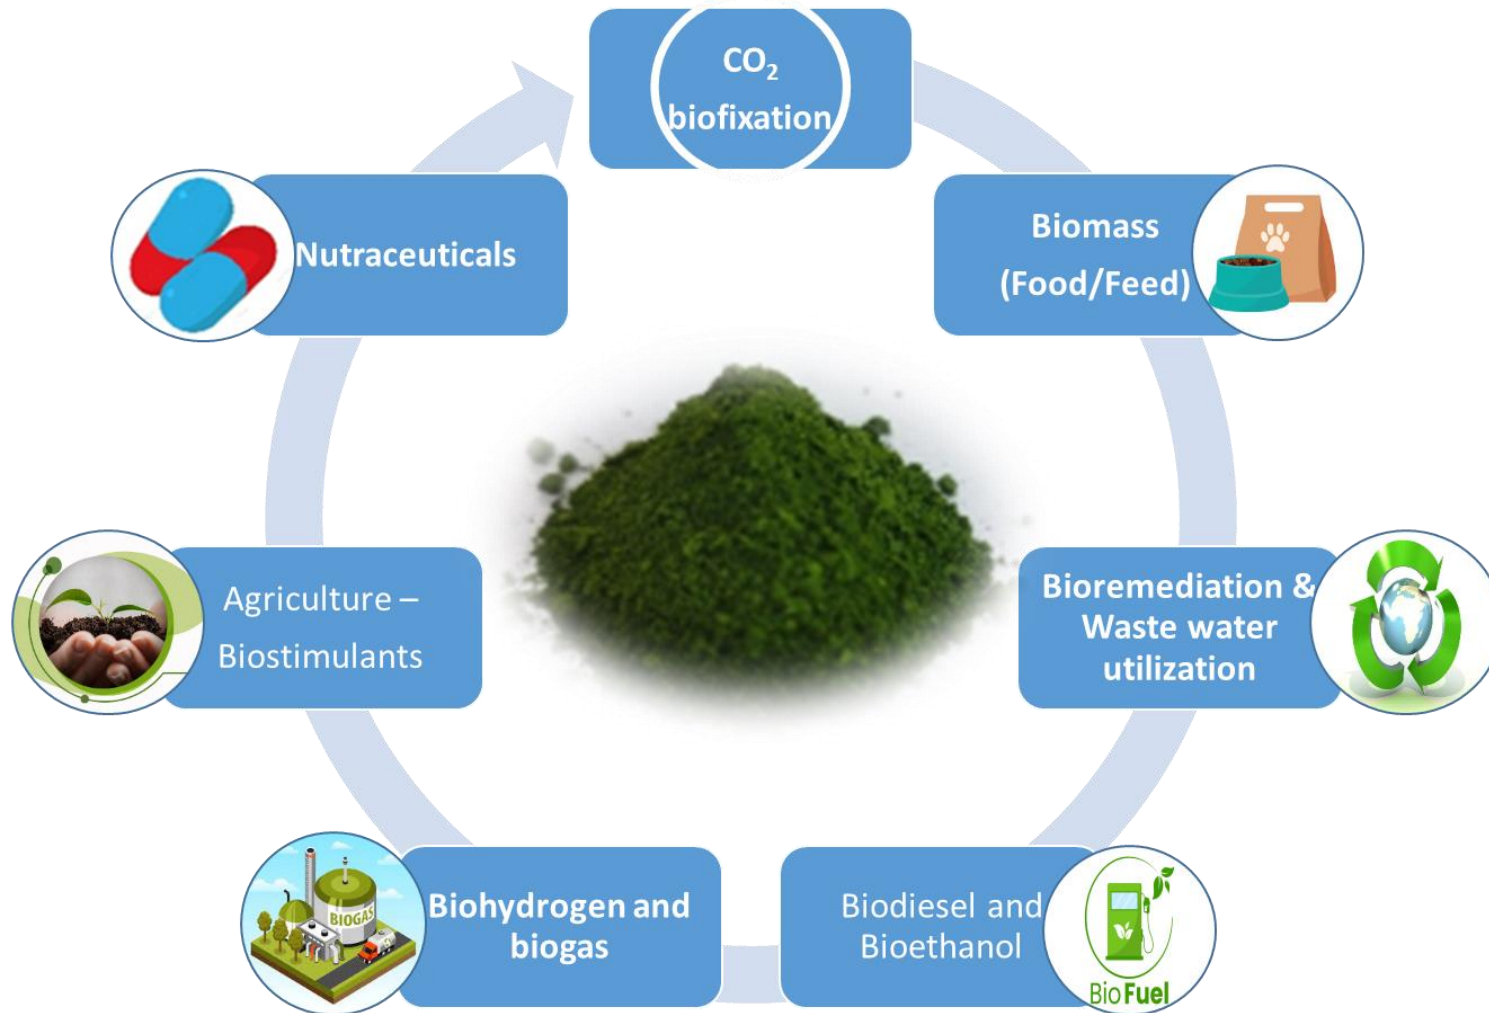 CO₂
biofixation
Biomass
(Food/Feed)
Bioremediation &
Waste water
utilization
Biodiesel and
Bioethanol
BioFuel
Biohydrogen and
biogas
BIOGAS
Agriculture –
Biostimulants
Nutraceuticals